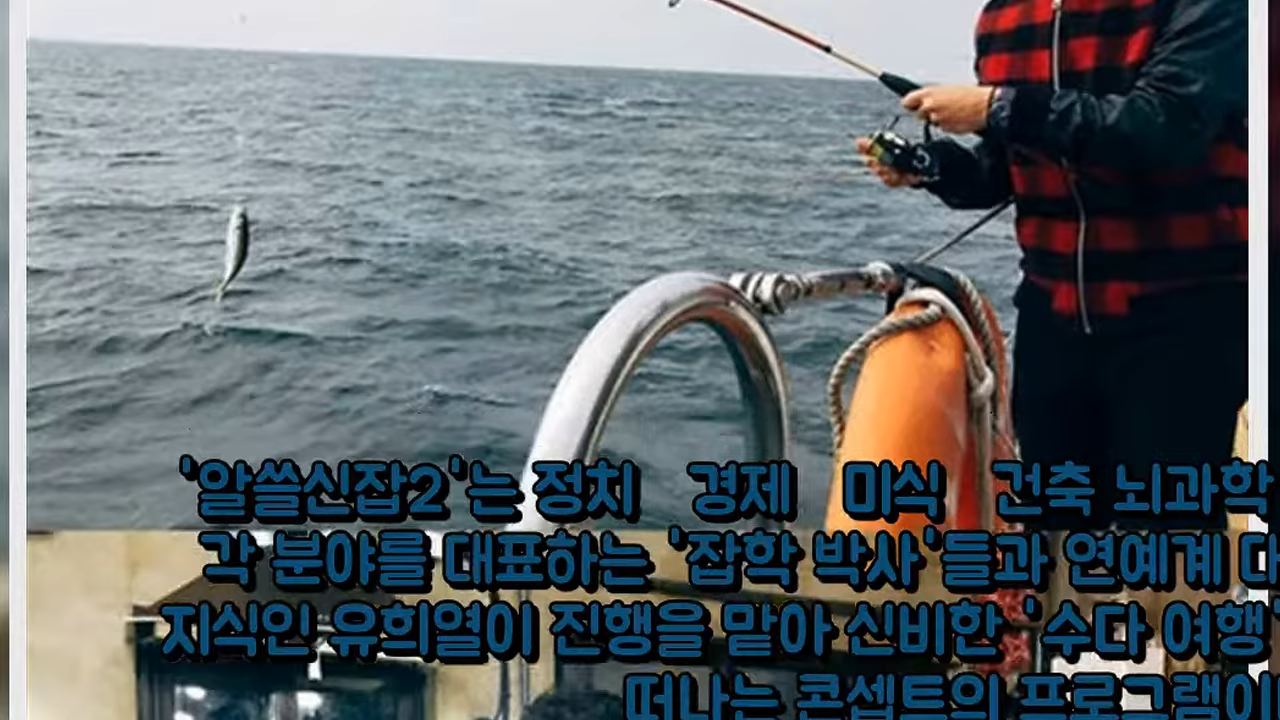 '알쓸신잡2'는 정치 경제 미식 건축 뇌과학
각 분야를 대표하는 '잡학 박사'들과 연예계
지식인 유희열이 진행을 맡아 신비한 '수다 여행'
떠나는 콘셉트의 프로그램이